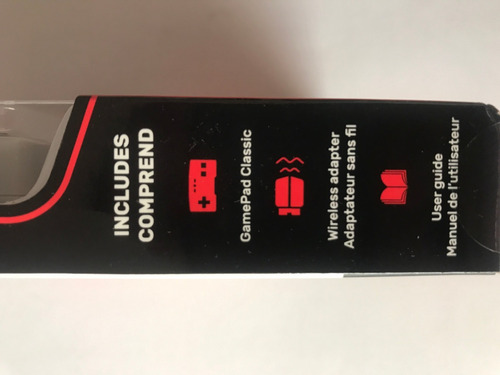 INCLUDES
COMPREND
GamePad Classic
Wireless adapter
Adaptateur sans fil
User guide
Manuel de l'utilisateur